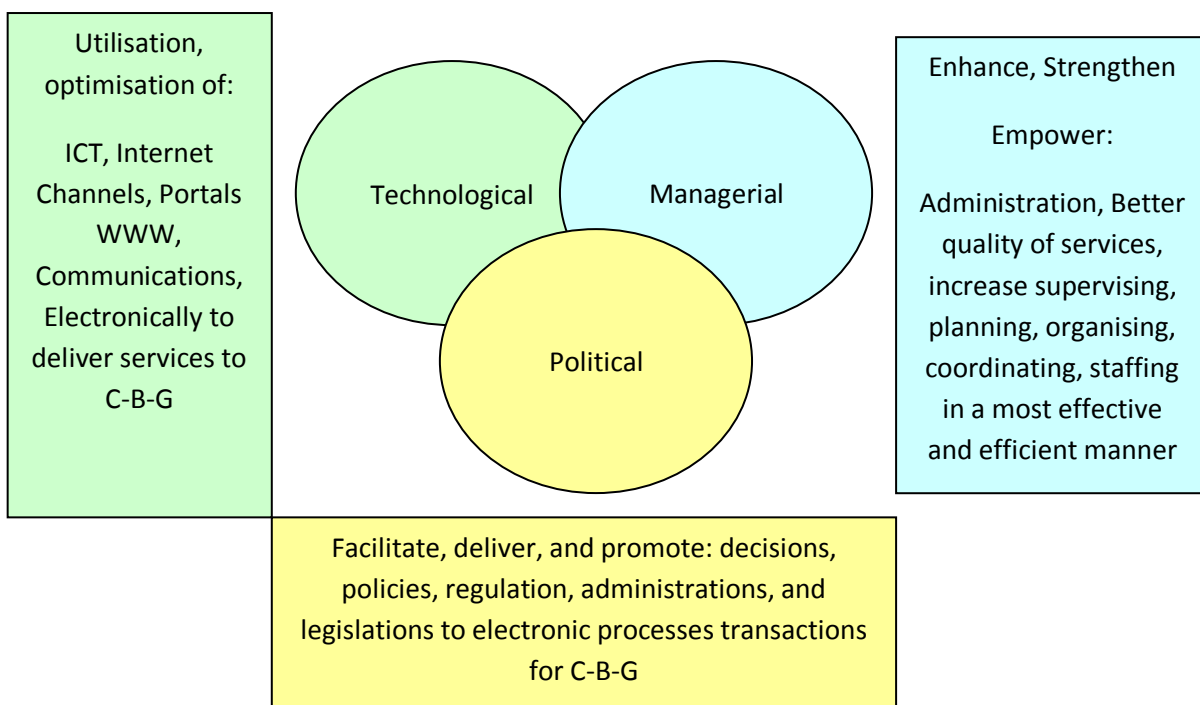 Utilisation,
optimisation of:
ICT, Internet
Channels, Portals
WWW,
Communications,
Electronically to
deliver services to
C-B-G
Technological
Managerial
Political
Enhance, Strengthen
Empower:
Administration, Better
quality of services,
increase supervising,
planning, organising,
coordinating, staffing
in a most effective
and efficient manner
Facilitate, deliver, and promote: decisions,
policies, regulation, administrations, and
legislations to electronic processes transactions
for C-B-G